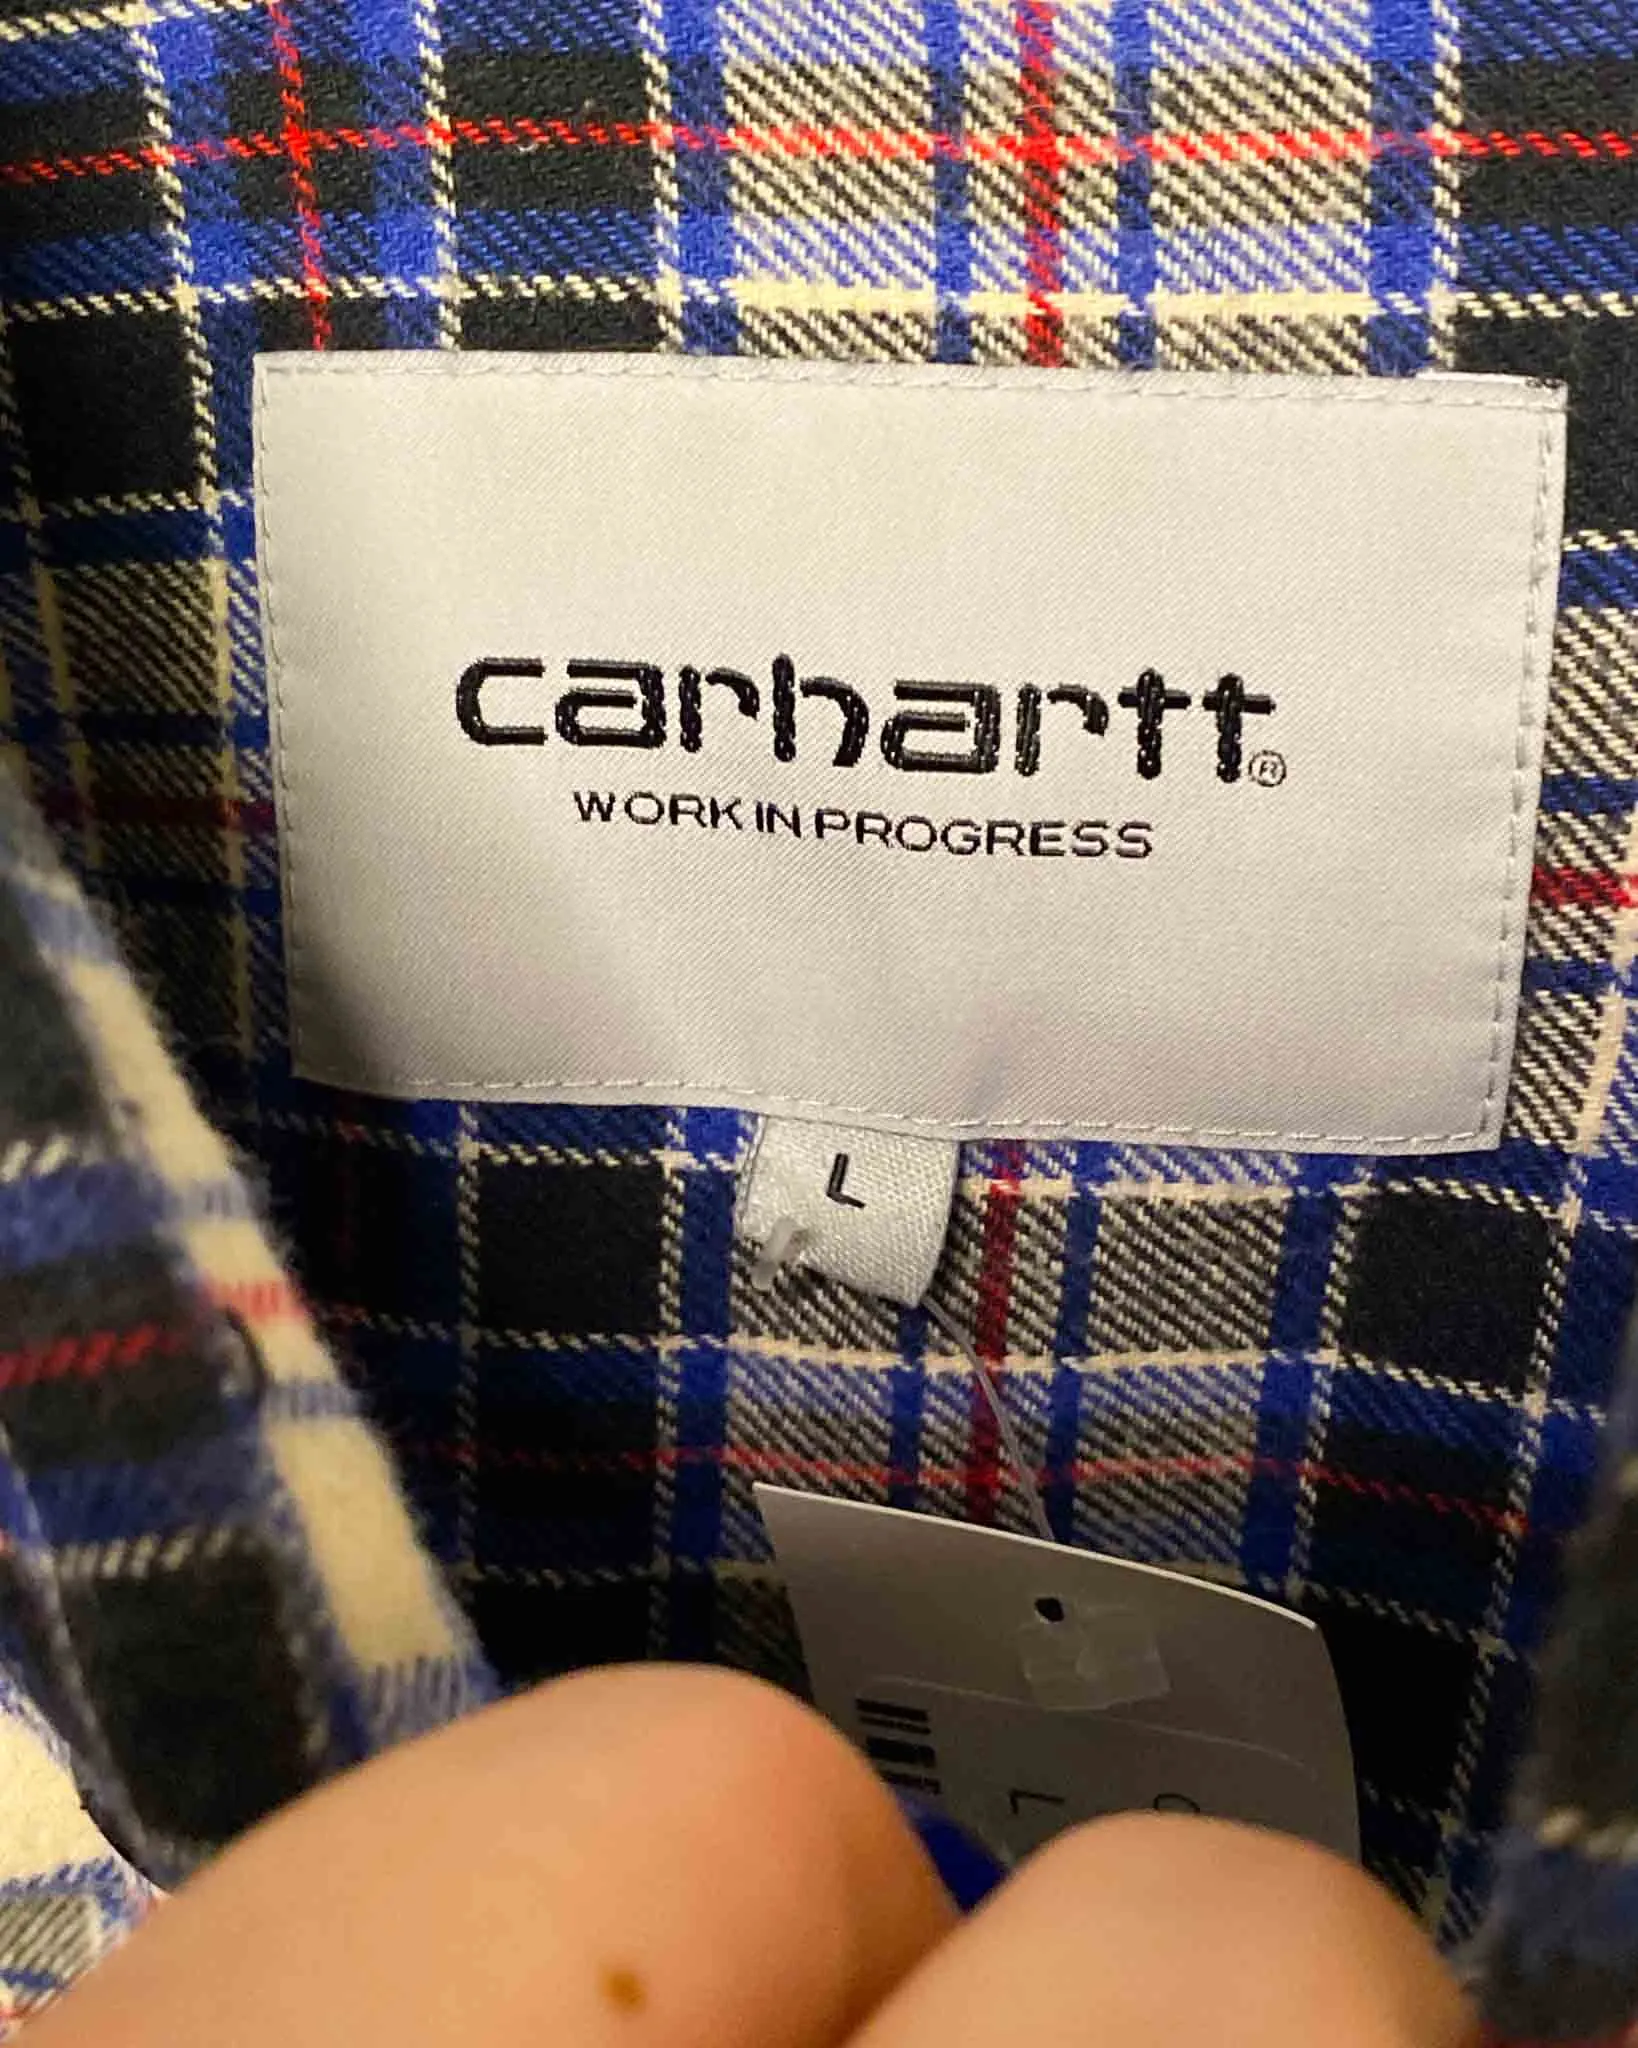 carhartt®
WORK IN PROGRESS
L
L